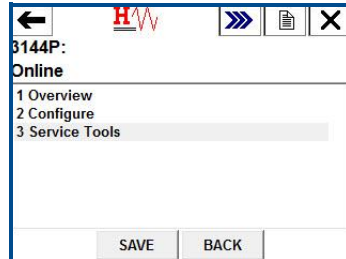 H
3144P:
Online
1 Overview
2 Configure
3 Service Tools
SAVE BACK